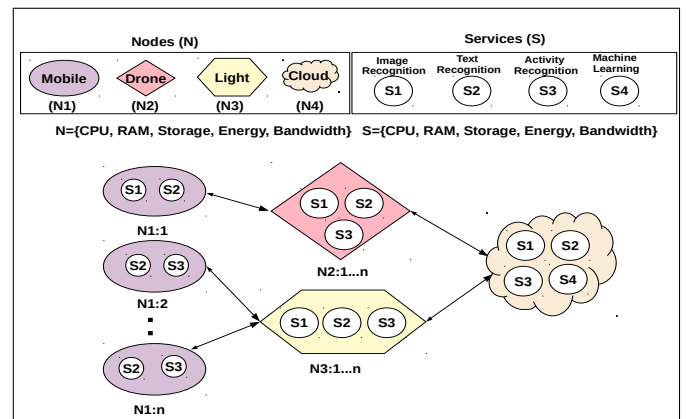 Nodes (N)
Services (S)
Mobile
(N1)
Drone
(N2)
Light
(N3)
Cloud
(N4)
Image Recognition
S1
Text Recognition
S2
Activity Recognition
S3
Machine Learning
S4
N={CPU, RAM, Storage, Energy, Bandwidth}
S={CPU, RAM, Storage, Energy, Bandwidth}
S1 S2
N1:1
S2 S3
N1:2
S2 S3
N1:n
S1 S2
S3
N2:1...n
S1 S2 S3
N3:1...n
S1 S2
S3 S4